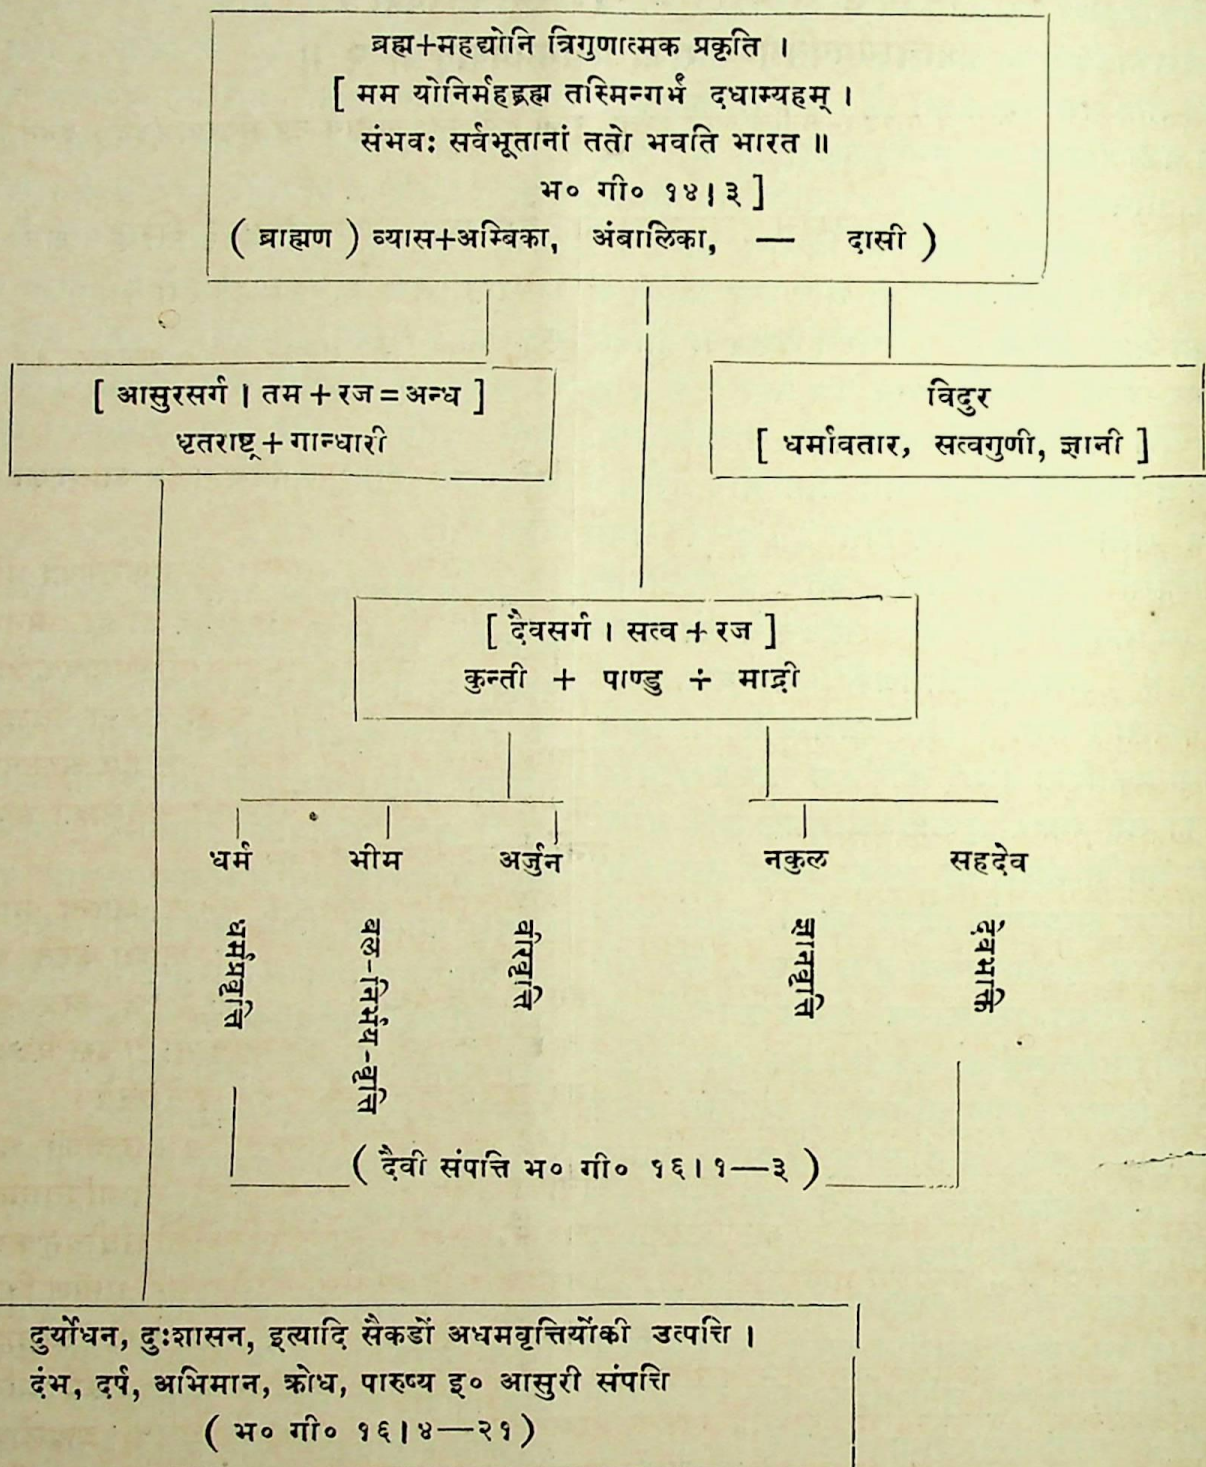 ब्रह्म+महद्योनि त्रिगुणात्मक प्रकृति ।
[ मम योनिर्महद्ब्रह्म तस्मिन्गर्भं दधाम्यहम् ।
संभवः सर्वभूतानां ततो भवति भारत ॥
भ० गी० १४।३ ]
( ब्राह्मण ) व्यास+अम्बिका, अंबालिका, — दासी )
[ आसुरसर्ग । तम + रज = अन्ध ]
धृतराष्ट्र + गान्धारी
विदुर
[ धर्मावतार, सत्वगुणी, ज्ञानी ]
[ दैवसर्ग । सत्व + रज ]
कुन्ती + पाण्डु ÷ माद्री
धर्म भीम अर्जुन नकुल सहदेव
धर्मप्रवृत्ति
बल-निर्भय-वृत्ति
वीरवृत्ति
ज्ञानवृत्ति
देवभक्ति
( दैवी संपत्ति भ० गी० १६। १—३ )
दुर्योधन, दुःशासन, इत्यादि सैकडों अधमवृत्तियोंकी उत्पत्ति ।
दंभ, दर्प, अभिमान, क्रोध, पारुष्य इ० आसुरी संपत्ति
( भ० गी० १६।४—२१ )